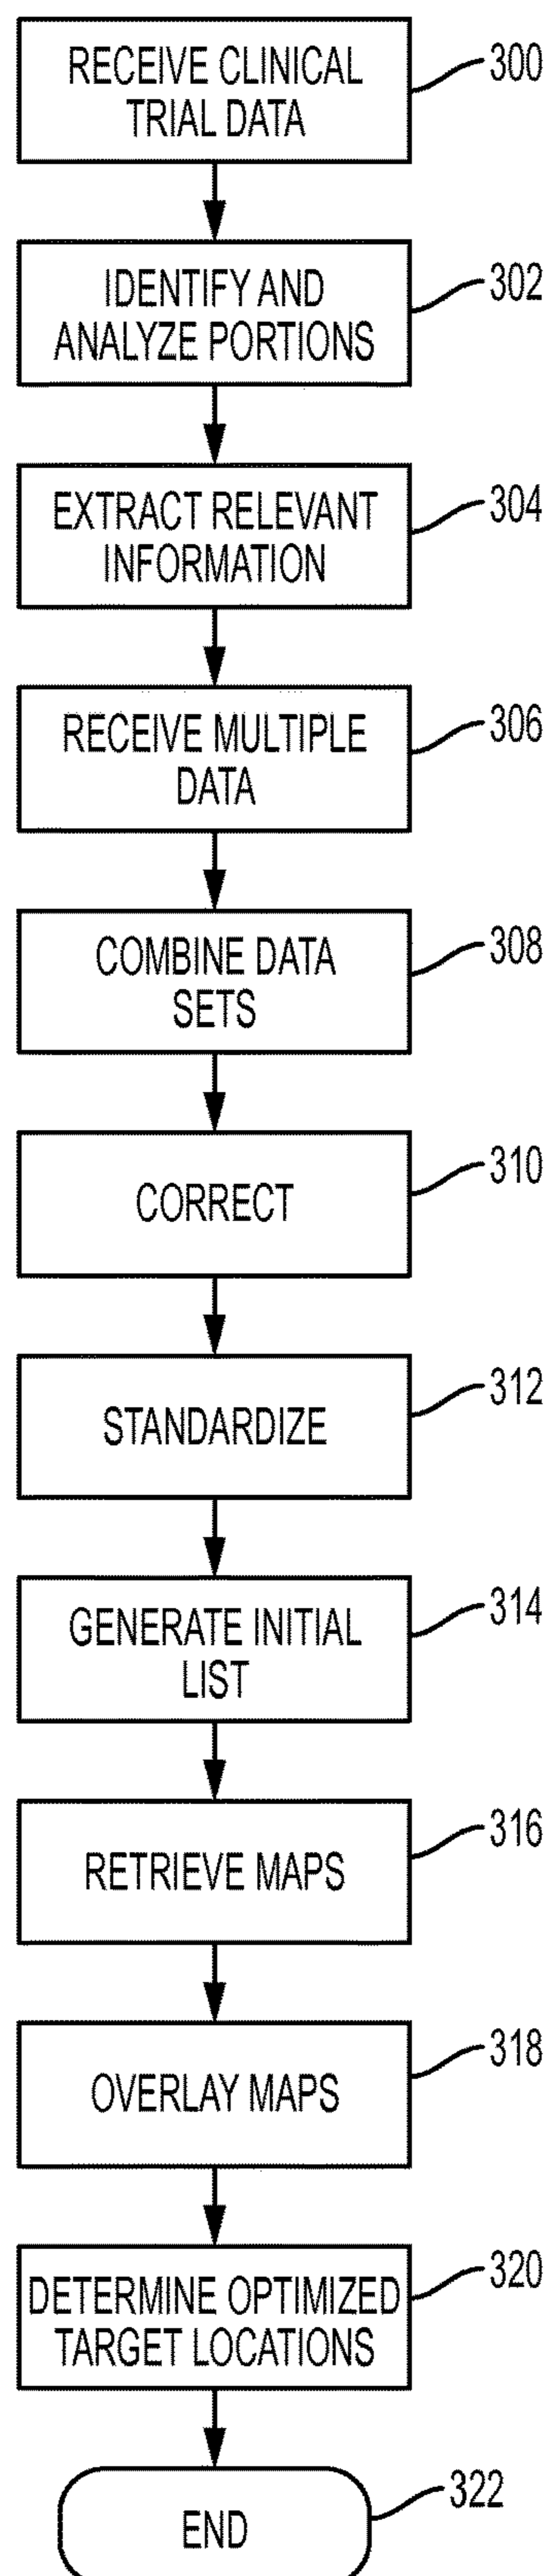 RECEIVE CLINICAL
TRIAL DATA
300
IDENTIFY AND
ANALYZE PORTIONS
302
EXTRACT RELEVANT
INFORMATION
304
RECEIVE MULTIPLE
DATA
306
COMBINE DATA
SETS
308
CORRECT
310
STANDARDIZE
312
GENERATE INITIAL
LIST
314
RETRIEVE MAPS
316
OVERLAY MAPS
318
DETERMINE OPTIMIZED
TARGET LOCATIONS
320
END
322